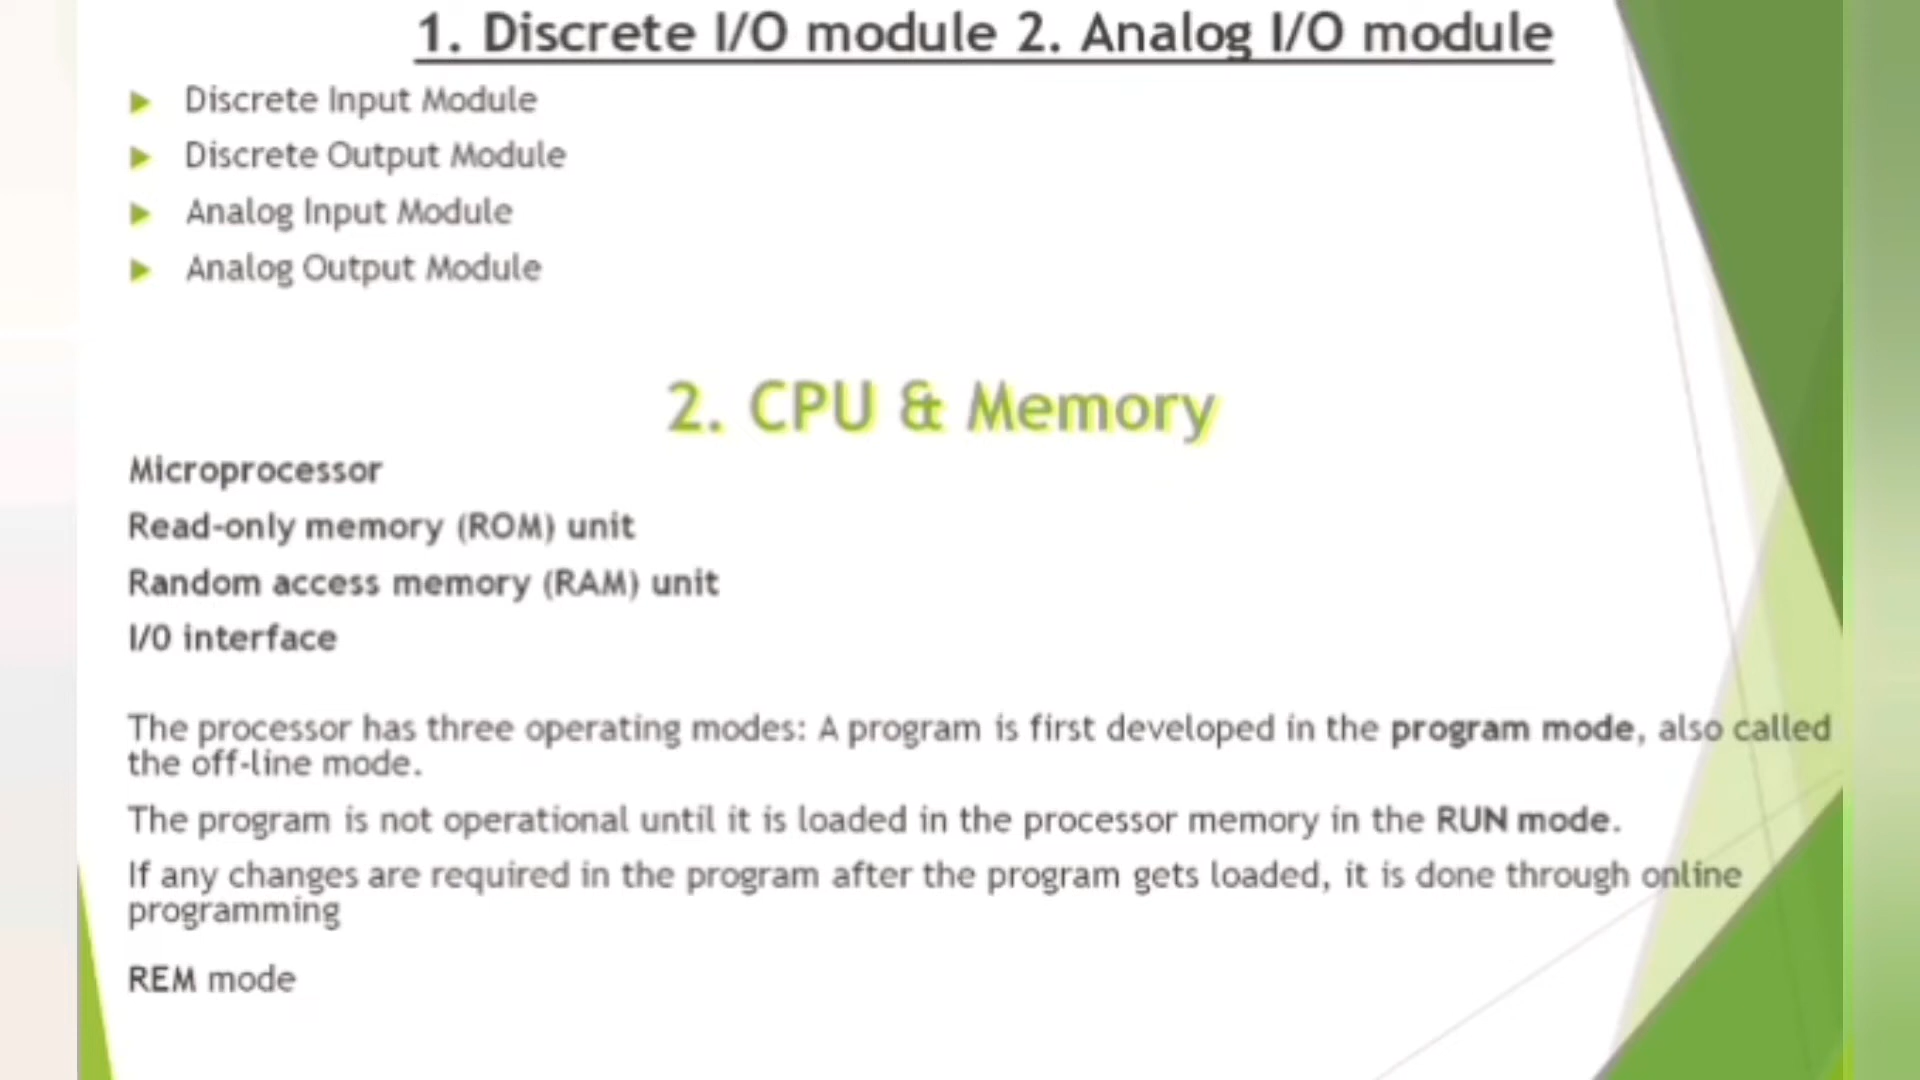 1. Discrete I/O module 2. Analog I/O module
Discrete Input Module
Discrete Output Module
Analog Input Module
Analog Output Module
2. CPU & Memory
Microprocessor
Read-only memory (ROM) unit
Random access memory (RAM) unit
I/O interface
The processor has three operating modes: A program is first developed in the program mode, also called
the off-line mode.
The program is not operational until it is loaded in the processor memory in the RUN mode.
If any changes are required in the program after the program gets loaded, it is done through online
programming
REM mode